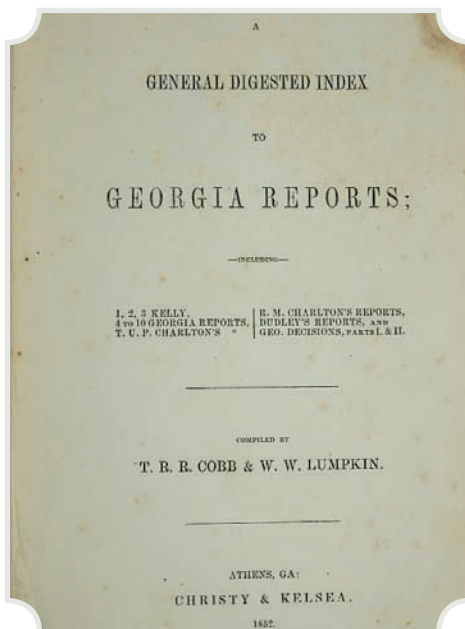 A
GENERAL DIGESTED INDEX
TO
GEORGIA REPORTS;
—INCLUDING—
1, 2, 3 KELLY,
4 TO 10 GEORGIA REPORTS,
T. U. P. CHARLTON'S "
R. M. CHARLTON'S REPORTS,
DUDLEY'S REPORTS, AND
GEO. DECISIONS, PARTS I. & II.
COMPILED BY
T. R. R. COBB & W. W. LUMPKIN.
ATHENS, GA:
CHRISTY & KELSEA.
1852.